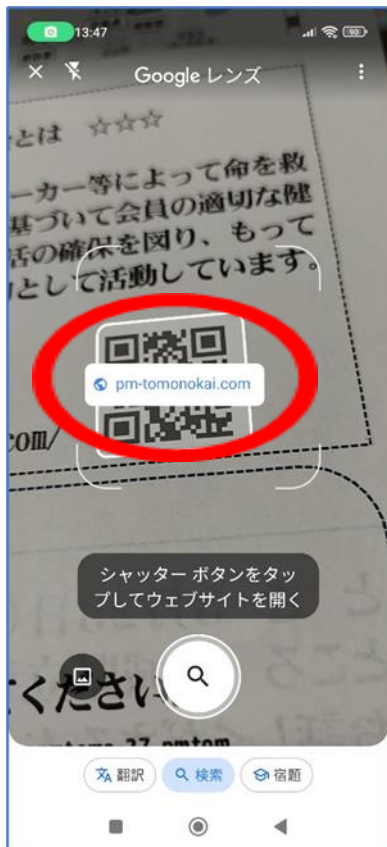 13:47
90
Google レンズ
とは ☆☆☆
ーカー等によって命を救
基づいて会員の適切な健
活の確保を図り、もって
として活動しています。
pm-tomonokai.com
com/
シャッター ボタンをタッ
プしてウェブサイトを開く
てください
翻訳
検索
宿題